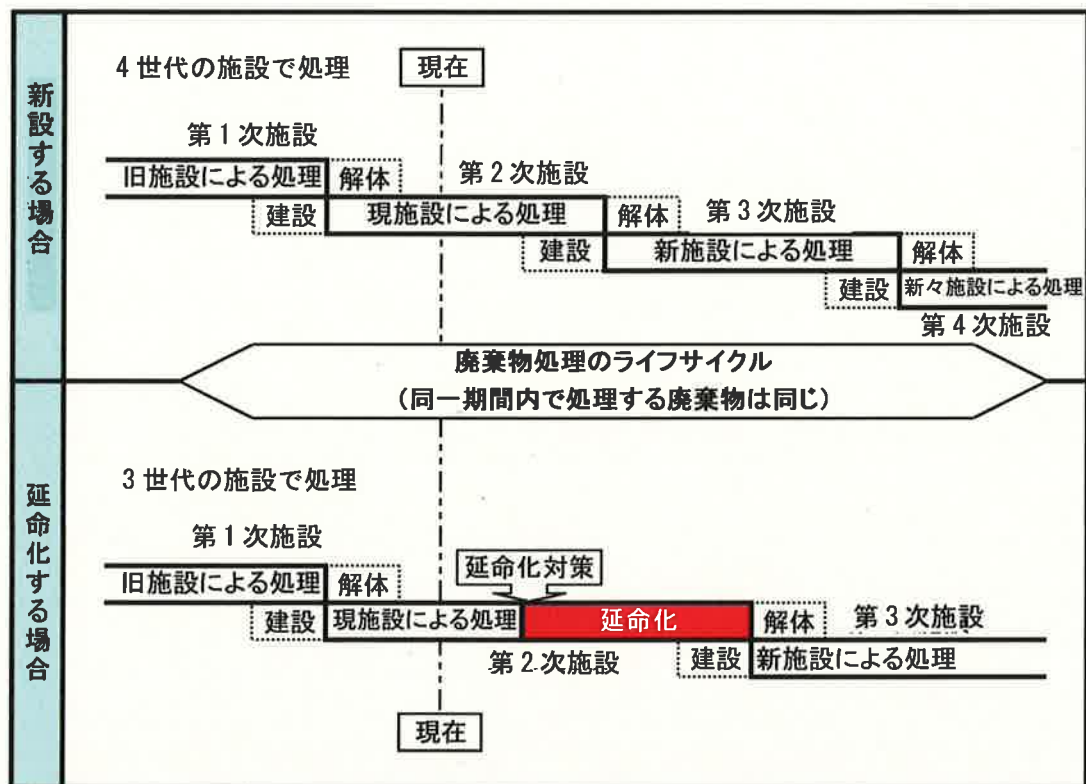 新設する場合
4世代の施設で処理
現在
第1次施設
旧施設による処理
解体
第2次施設
建設
現施設による処理
解体
第3次施設
建設
新施設による処理
解体
建設
新々施設による処理
第4次施設
廃棄物処理のライフサイクル
(同一期間内で処理する廃棄物は同じ)
延命化する場合
3世代の施設で処理
第1次施設
延命化対策
旧施設による処理
解体
建設
現施設による処理
延命化
解体
第3次施設
第2次施設
建設
新施設による処理
現在